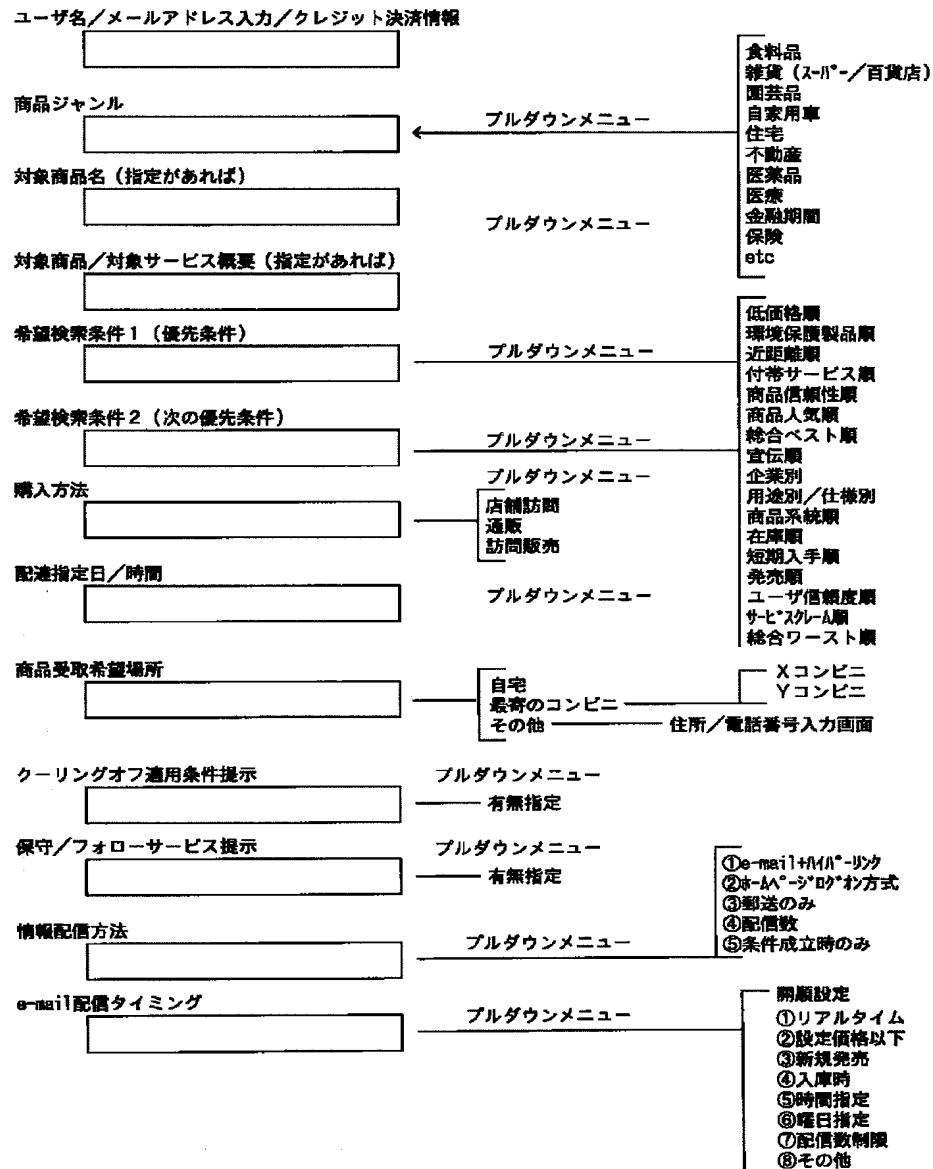 ユーザ名／メールアドレス入力／クレジット決済情報
商品ジャンル
プルダウンメニュー
食料品
雑貨（ｽｰﾊﾟｰ／百貨店）
園芸品
自家用車
住宅
不動産
医薬品
医療
金融期間
保険
etc
対象商品名（指定があれば）
プルダウンメニュー
対象商品／対象サービス概要（指定があれば）
希望検索条件１（優先条件）
プルダウンメニュー
希望検索条件２（次の優先条件）
プルダウンメニュー
低価格順
環境保護製品順
近距離順
付帯サービス順
商品信頼性順
商品人気順
総合ベスト順
宣伝順
企業別
用途別／仕様別
商品系統順
在庫順
短期入手順
発売順
ユーザ信頼度順
ｻｰﾋﾞｽｸﾚｰﾑ順
総合ワースト順
購入方法
プルダウンメニュー
店舗訪問
通販
訪問販売
配達指定日／時間
プルダウンメニュー
商品受取希望場所
自宅
最寄のコンビニ
その他
Ｘコンビニ
Ｙコンビニ
住所／電話番号入力画面
クーリングオフ適用条件提示
プルダウンメニュー
有無指定
保守／フォローサービス提示
プルダウンメニュー
有無指定
情報配信方法
プルダウンメニュー
①e-mail+ﾊｲﾊﾟｰﾘﾝｸ
②ﾎｰﾑﾍﾟｰｼﾞﾛｸﾞｵﾝ方式
③郵送のみ
④配信数
⑤条件成立時のみ
e-mail配信タイミング
プルダウンメニュー
開順設定
①リアルタイム
②設定価格以下
③新規発売
④入庫時
⑤時間指定
⑥曜日指定
⑦配信数制限
⑧その他